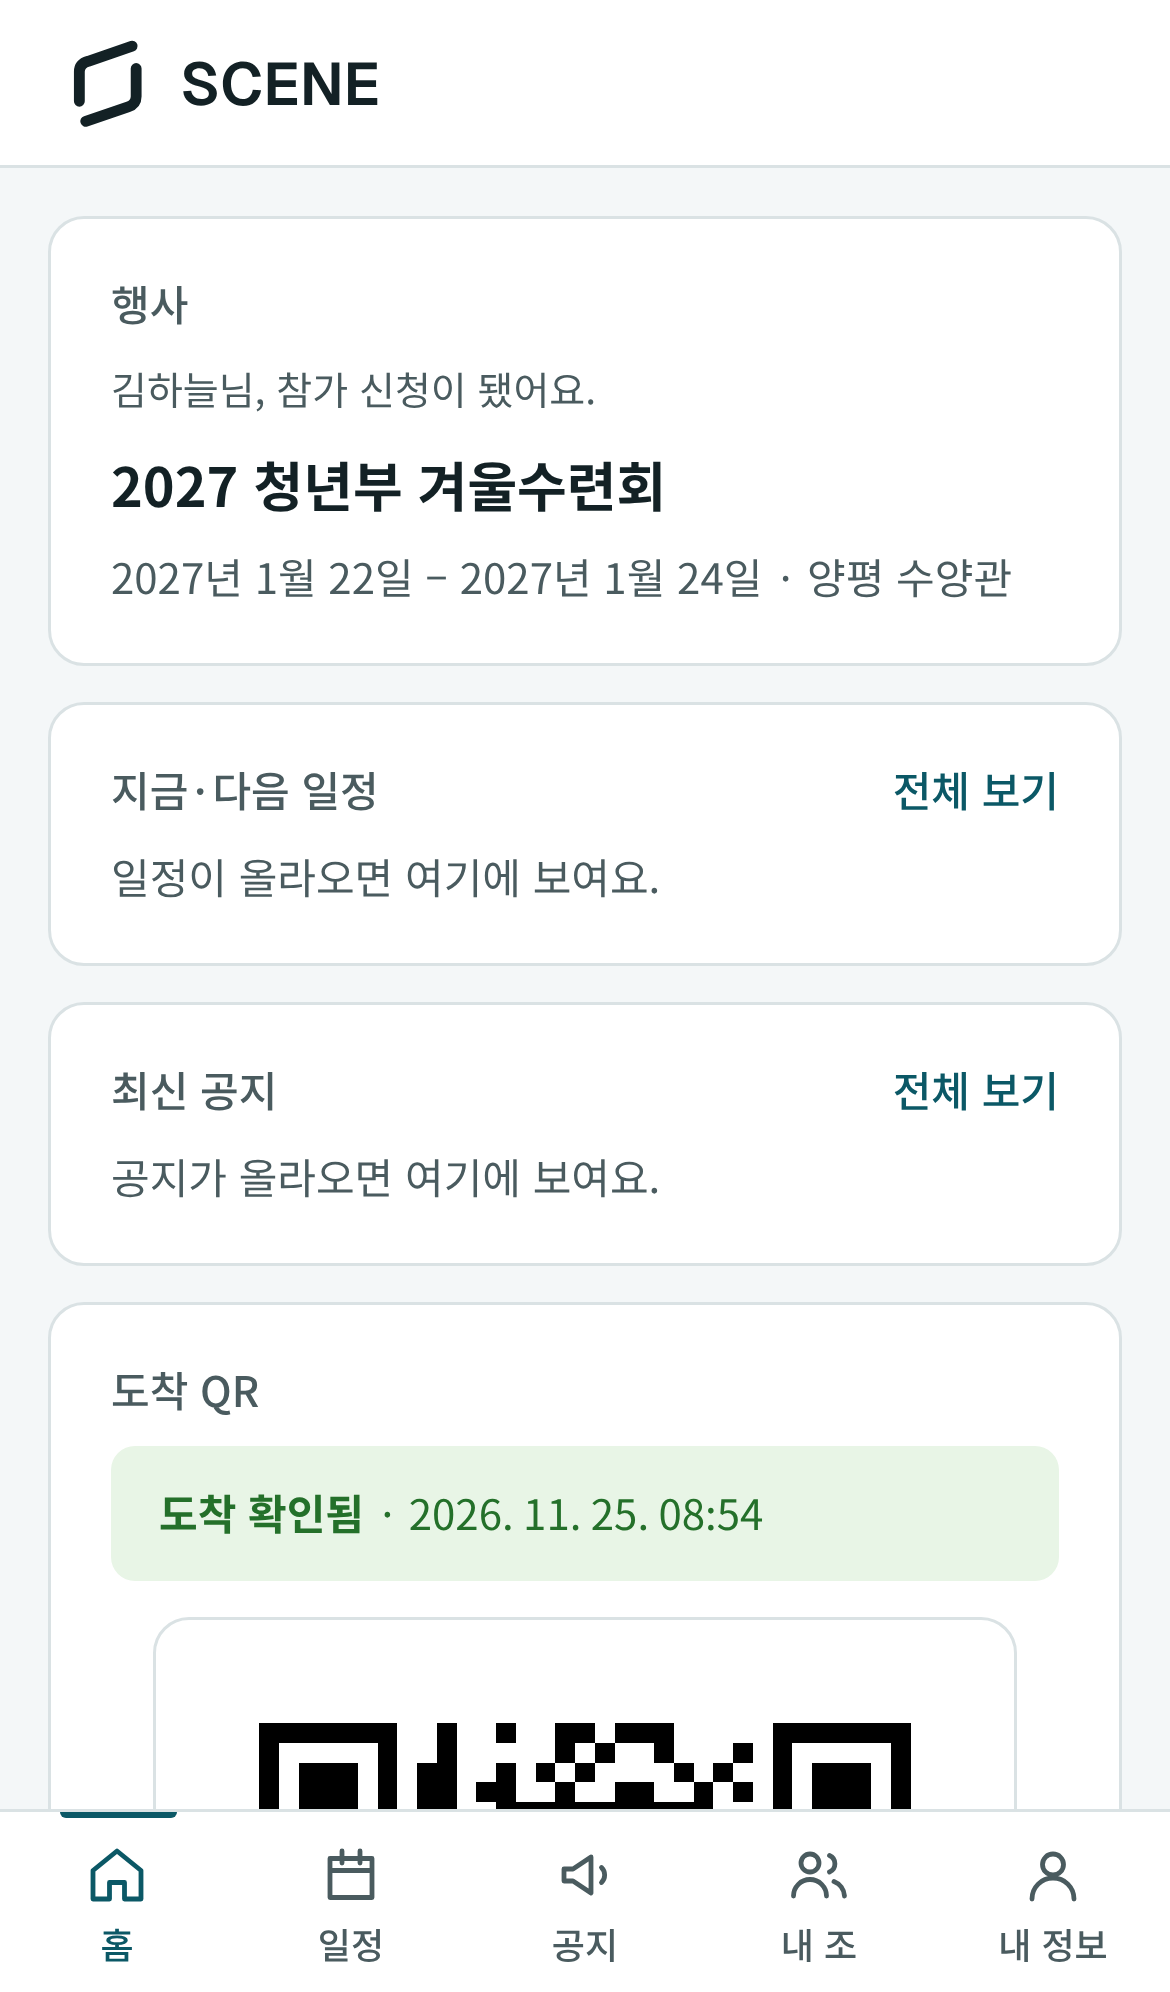 SCENE
행사
김하늘님, 참가 신청이 됐어요.
2027 청년부 겨울수련회
2027년 1월 22일 – 2027년 1월 24일 · 양평 수양관
지금·다음 일정
전체 보기
일정이 올라오면 여기에 보여요.
최신 공지
전체 보기
공지가 올라오면 여기에 보여요.
도착 QR
도착 확인됨 · 2026. 11. 25. 08:54
홈
일정
공지
내 조
내 정보